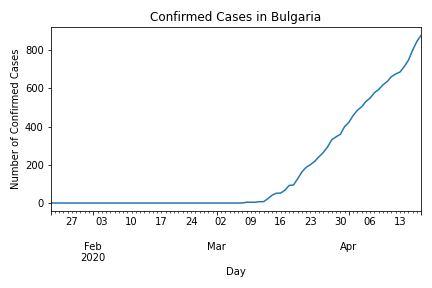 Confirmed Cases in Bulgaria
Number of Confirmed Cases
800
600
400
200
0
27 03 10 17 24 02 09 16 23 30 06 13
Feb Mar Apr
2020
Day